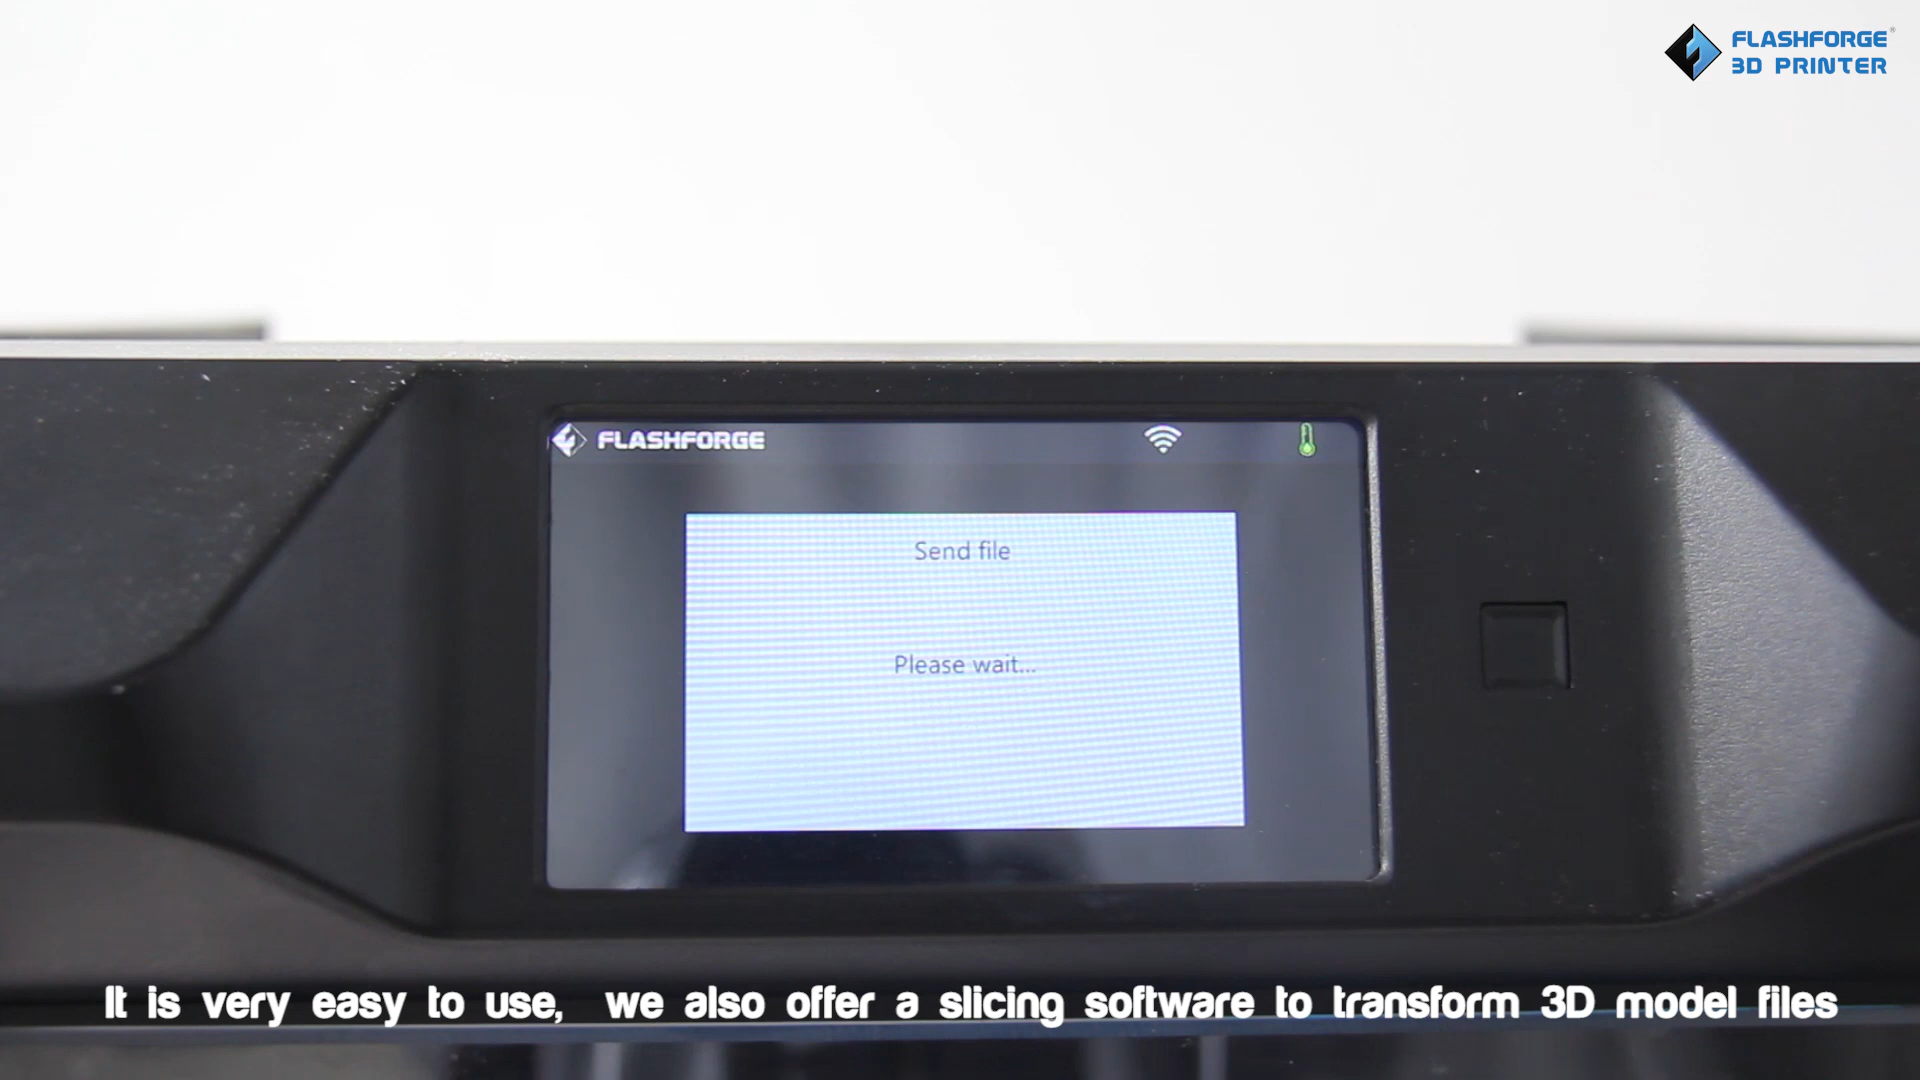 FLASHFORGE®
3D PRINTER
FLASHFORGE
Send file
Please wait...
It is very easy to use, we also offer a slicing software to transform 3D model files